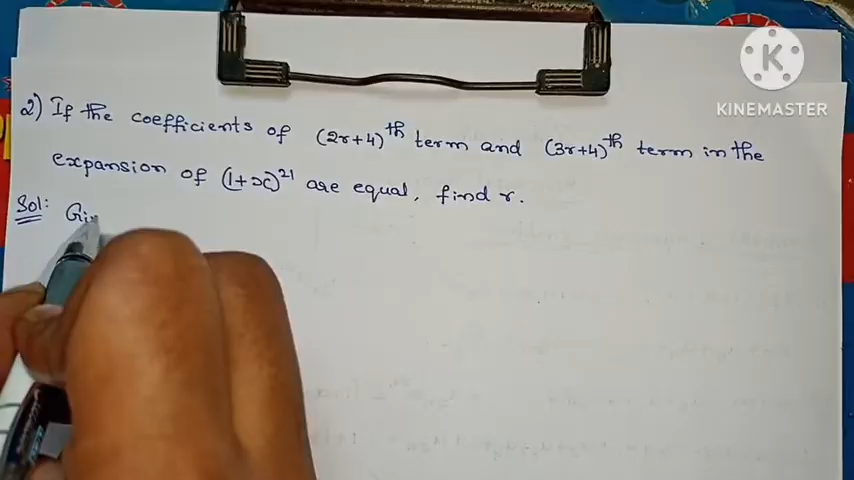 K
KINEMASTER
2) If the coefficients of (2r+4)th term and (3r+4)th term in the
expansion of (1+x)^21 are equal, find r.
Sol: